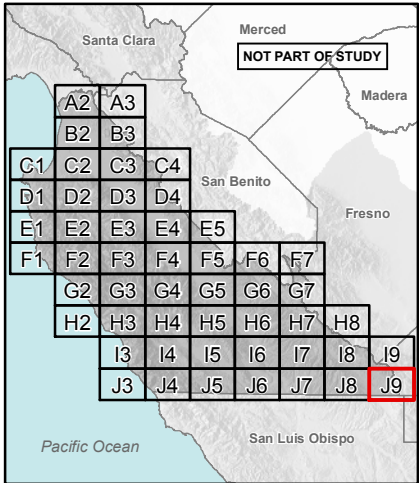 Merced
Santa Clara
NOT PART OF STUDY
Madera
A2 A3
B2 B3
C1 C2 C3 C4
San Benito
D1 D2 D3 D4
Fresno
E1 E2 E3 E4 E5
F1 F2 F3 F4 F5 F6 F7
G2 G3 G4 G5 G6 G7
H2 H3 H4 H5 H6 H7 H8
I3 I4 I5 I6 I7 I8 I9
J3 J4 J5 J6 J7 J8 J9
Pacific Ocean
San Luis Obispo